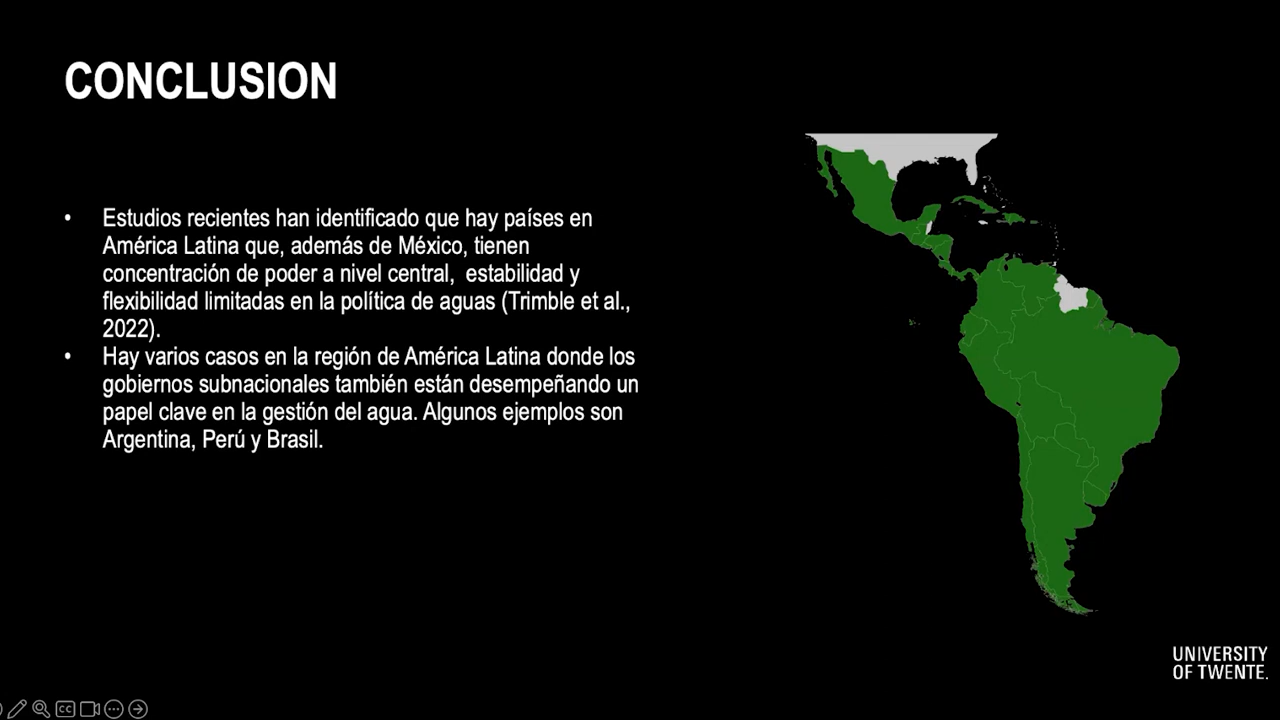 CONCLUSION
• Estudios recientes han identificado que hay países en
América Latina que, además de México, tienen
concentración de poder a nivel central,  estabilidad y
flexibilidad limitadas en la política de aguas (Trimble et al.,
2022).
• Hay varios casos en la región de América Latina donde los
gobiernos subnacionales también están desempeñando un
papel clave en la gestión del agua. Algunos ejemplos son
Argentina, Perú y Brasil.
UNIVERSITY
OF TWENTE.
CC